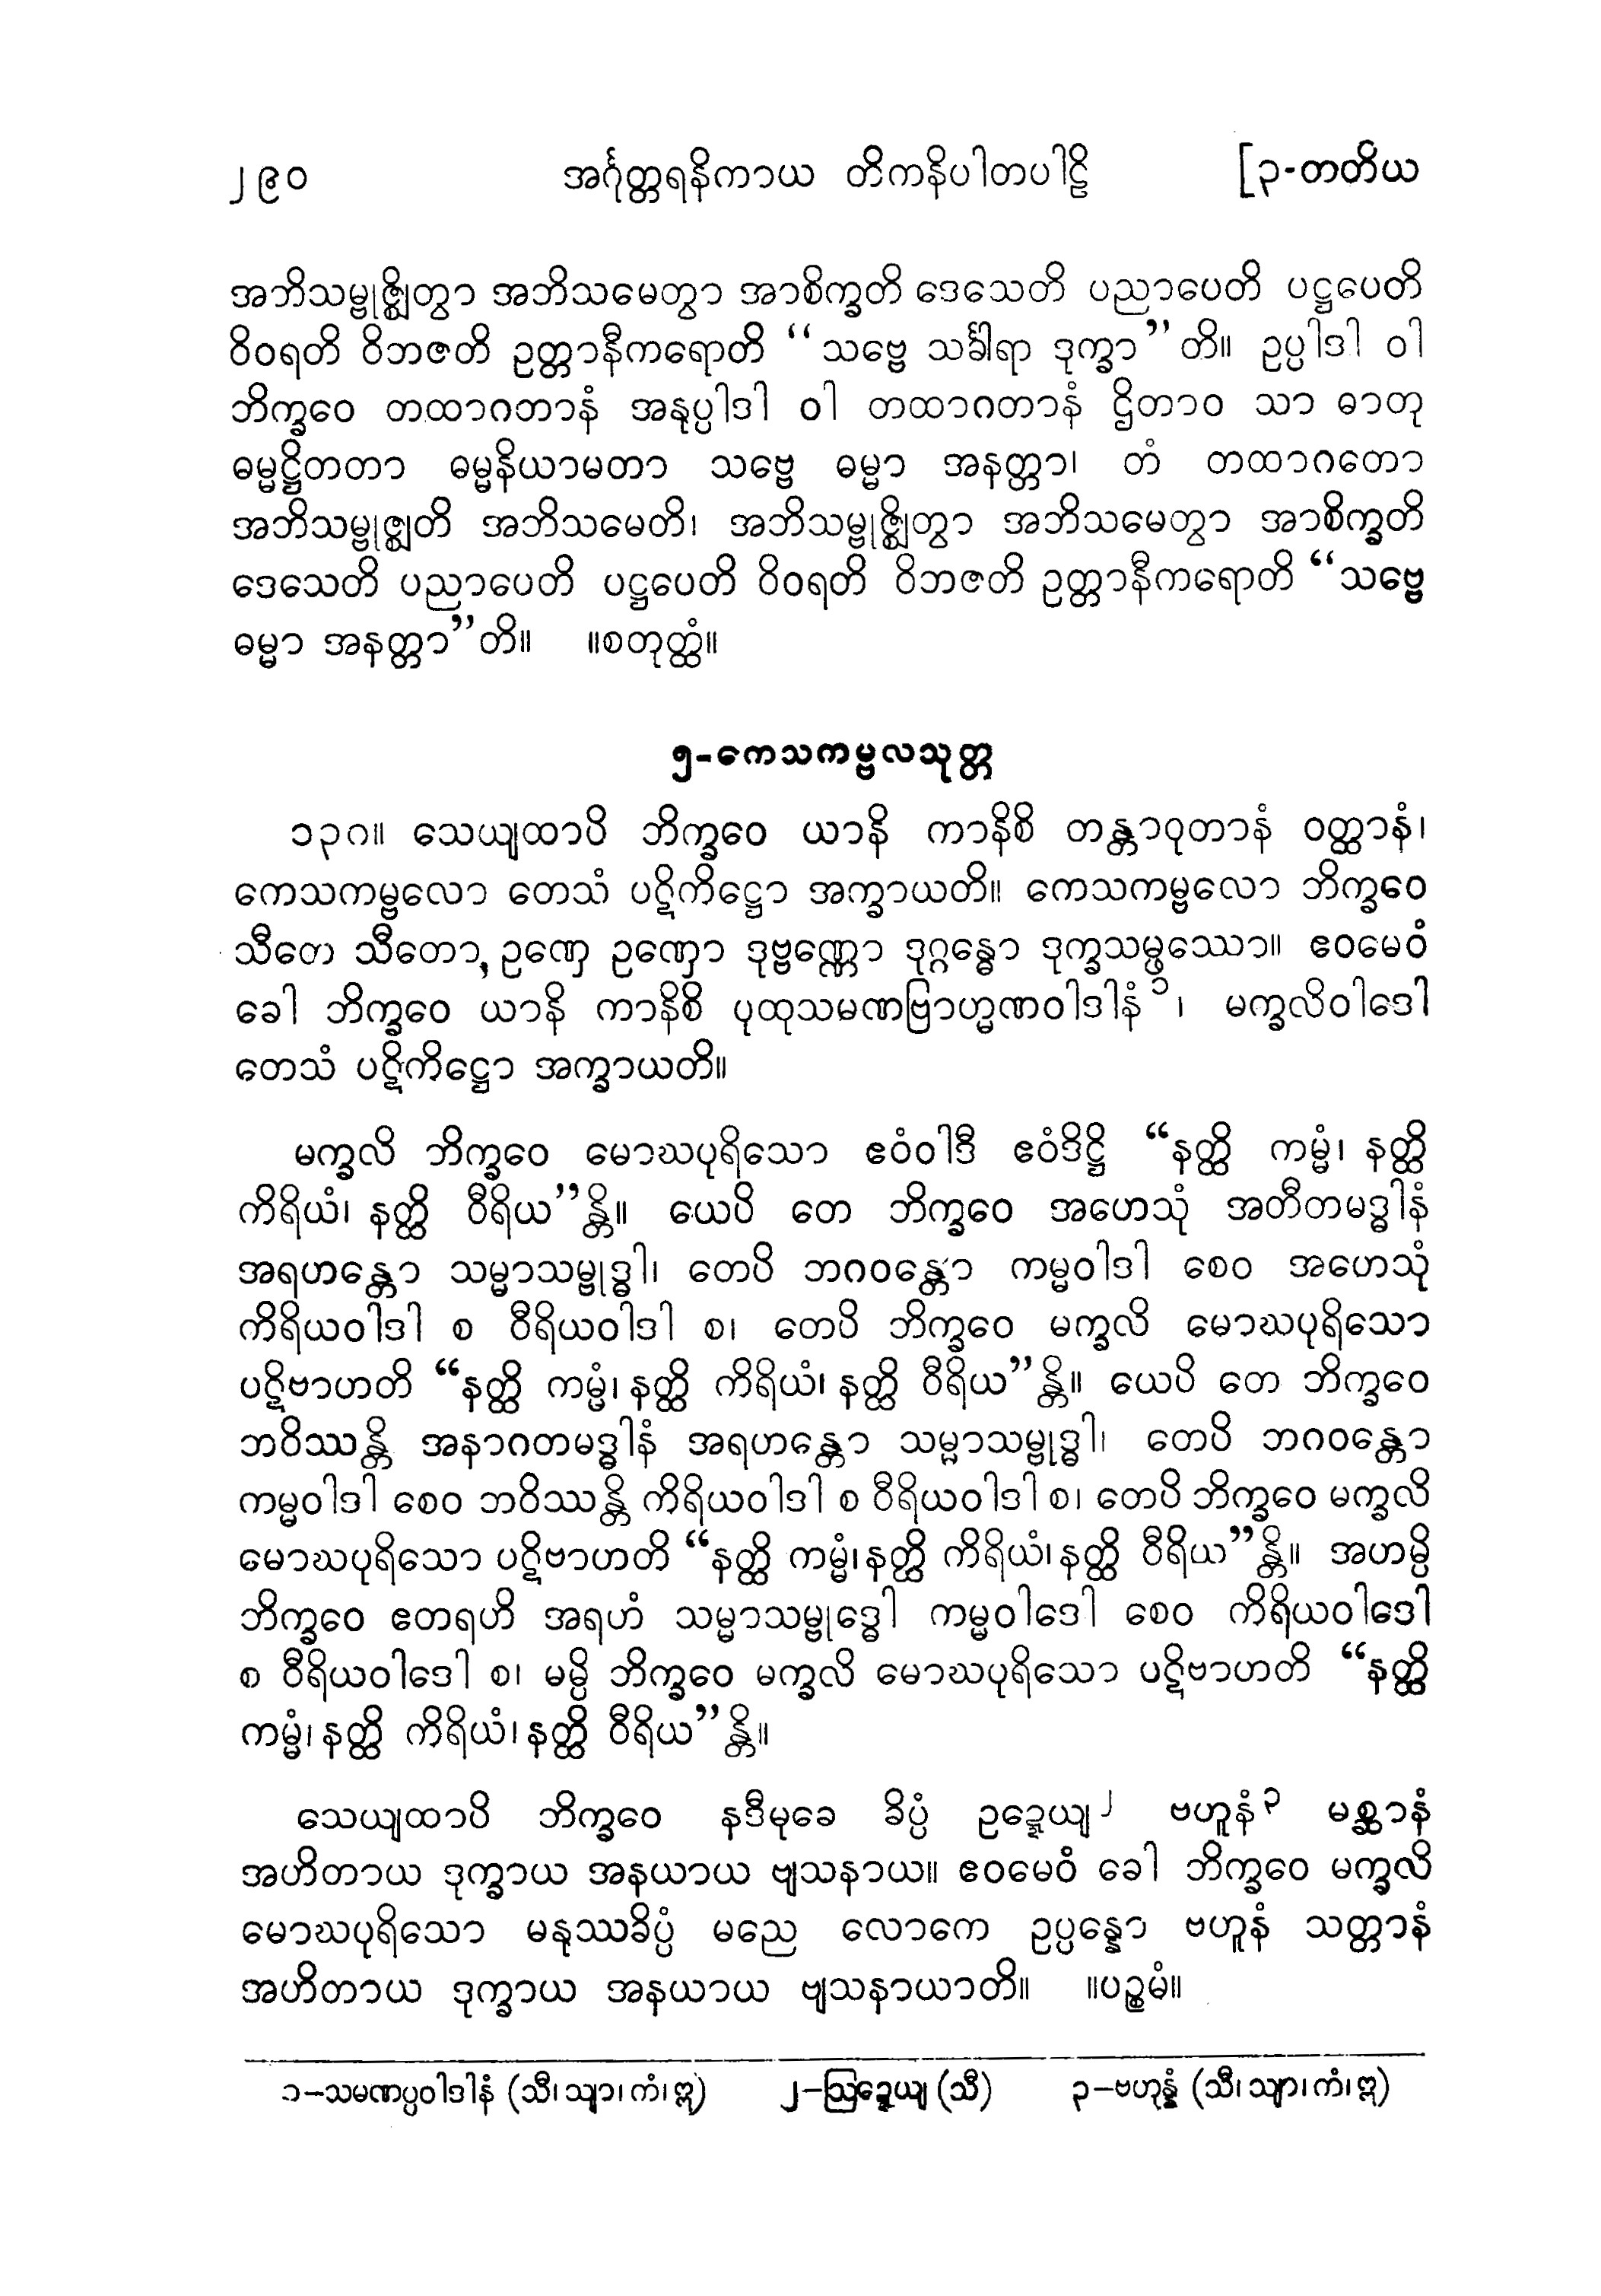 ၂၉၀ အင်္ဂုတ္တရနိကာယ တိကနိပါတပါဠိ [၃-တတိယ
အဘိသမ္ဗုဇ္ဈိတွာ အဘိသမေတွာ အာစိက္ခတိ ဒေသေတိ ပညာပေတိ ပဋ္ဌပေတိ
ဝိဝရတိ ဝိဘဇတိ ဥတ္တာနီကရောတိ “သဗ္ဗေ သင်္ခါရာ ဒုက္ခာ”တိ။ ဥပ္ပါဒါ ဝါ
ဘိက္ခဝေ တထာဂတာနံ အနုပ္ပါဒါ ဝါ တထာဂတာနံ ဌိတာဝ သာ ဓာတု
ဓမ္မဋ္ဌိတတာ ဓမ္မနိယာမတာ သဗ္ဗေ ဓမ္မာ အနတ္တာ၊ တံ တထာဂတော
အဘိသမ္ဗုဇ္ဈတိ အဘိသမေတိ၊ အဘိသမ္ဗုဇ္ဈိတွာ အဘိသမေတွာ အာစိက္ခတိ
ဒေသေတိ ပညာပေတိ ပဋ္ဌပေတိ ဝိဝရတိ ဝိဘဇတိ ဥတ္တာနီကရောတိ “သဗ္ဗေ
ဓမ္မာ အနတ္တာ”တိ။ ။စတုတ္ထံ။
၅-ကေသကမ္ဗလသုတ္တ
၁၃၈။ သေယျထာပိ ဘိက္ခဝေ ယာနိ ကာနိစိ တန္တာဝုတာနံ ဝတ္ထာနံ၊
ကေသကမ္ဗလော တေသံ ပဋိကိဋ္ဌော အက္ခာယတိ။ ကေသကမ္ဗလော ဘိက္ခဝေ
သီတေ သီတော, ဥဏှေ ဥဏှော ဒုဗ္ဗဏ္ဏော ဒုဂ္ဂန္ဓော ဒုက္ခသမ္ဖဿော။ ဧဝမေဝံ
ခေါ ဘိက္ခဝေ ယာနိ ကာနိစိ ပုထုသမဏဗြာဟ္မဏဝါဒါနံ၁၊ မက္ခလိဝါဒေါ
တေသံ ပဋိကိဋ္ဌော အက္ခာယတိ။
မက္ခလိ ဘိက္ခဝေ မောဃပုရိသော ဧဝံဝါဒီ ဧဝံဒိဋ္ဌိ “နတ္ထိ ကမ္မံ၊ နတ္ထိ
ကိရိယံ၊ နတ္ထိ ဝီရိယ”န္တိ။ ယေပိ တေ ဘိက္ခဝေ အဟေသုံ အတီတမဒ္ဓါနံ
အရဟန္တော သမ္မာသမ္ဗုဒ္ဓါ၊ တေပိ ဘဂဝန္တော ကမ္မဝါဒါ စေဝ အဟေသုံ
ကိရိယဝါဒါ စ ဝီရိယဝါဒါ စ၊ တေပိ ဘိက္ခဝေ မက္ခလိ မောဃပုရိသော
ပဋိဗာဟတိ “နတ္ထိ ကမ္မံ၊ နတ္ထိ ကိရိယံ၊ နတ္ထိ ဝီရိယ”န္တိ။ ယေပိ တေ ဘိက္ခဝေ
ဘဝိဿန္တိ အနာဂတမဒ္ဓါနံ အရဟန္တော သမ္မာသမ္ဗုဒ္ဓါ၊ တေပိ ဘဂဝန္တော
ကမ္မဝါဒါ စေဝ ဘဝိဿန္တိ ကိရိယဝါဒါ စ ဝီရိယဝါဒါ စ၊ တေပိ ဘိက္ခဝေ မက္ခလိ
မောဃပုရိသော ပဋိဗာဟတိ “နတ္ထိ ကမ္မံ၊ နတ္ထိ ကိရိယံ၊ နတ္ထိ ဝီရိယ”န္တိ။ အဟမ္ပိ
ဘိက္ခဝေ ဧတရဟိ အရဟံ သမ္မာသမ္ဗုဒ္ဓေါ ကမ္မဝါဒေါ စေဝ ကိရိယဝါဒေါ
စ ဝီရိယဝါဒေါ စ၊ မမ္ပိ ဘိက္ခဝေ မက္ခလိ မောဃပုရိသော ပဋိဗာဟတိ “နတ္ထိ
ကမ္မံ၊ နတ္ထိ ကိရိယံ၊ နတ္ထိ ဝီရိယ”န္တိ။
သေယျထာပိ ဘိက္ခဝေ နဒီမုခေ ခိပ္ပံ ဥဍ္ဍေယျ၂ ဗဟူနံ၃ မစ္ဆာနံ
အဟိတာယ ဒုက္ခာယ အနယာယ ဗျသနာယ။ ဧဝမေဝံ ခေါ ဘိက္ခဝေ မက္ခလိ
မောဃပုရိသော မနုဿခိပ္ပံ မညေ လောကေ ဥပ္ပန္နော ဗဟူနံ သတ္တာနံ
အဟိတာယ ဒုက္ခာယ အနယာယ ဗျသနာယာတိ။ ။ပဉ္စမံ။
၁–သမဏပ္ပဝါဒါနံ (သီ၊ သျာ၊ ကံ၊ ဣ) ၂–ဩဍ္ဍေယျ (သီ) ၃–ဗဟုန္နံ (သီ၊ သျာ၊ ကံ၊ ဣ)